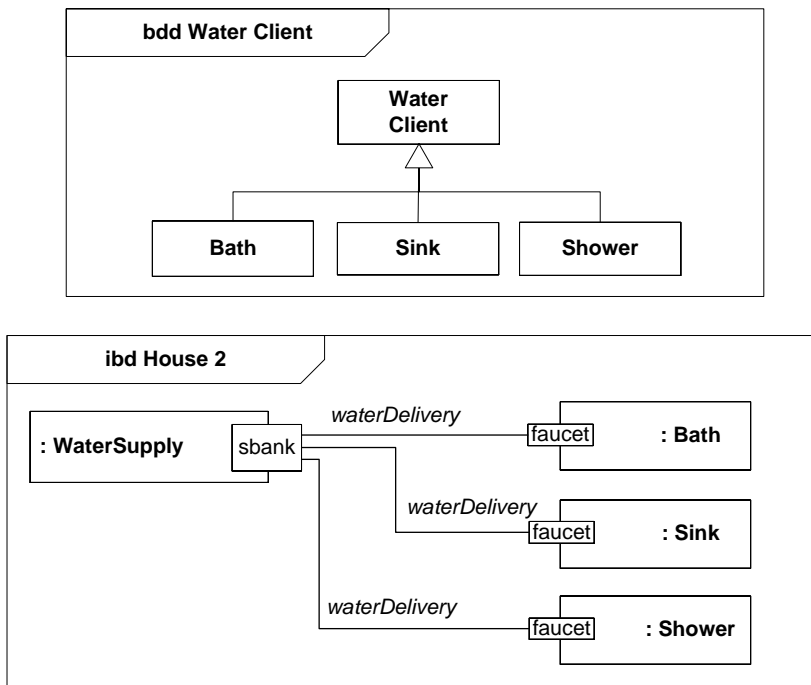 bdd Water Client
Water
Client
Bath
Sink
Shower
ibd House 2
: WaterSupply
sbank
waterDelivery
faucet
: Bath
waterDelivery
faucet
: Sink
waterDelivery
faucet
: Shower